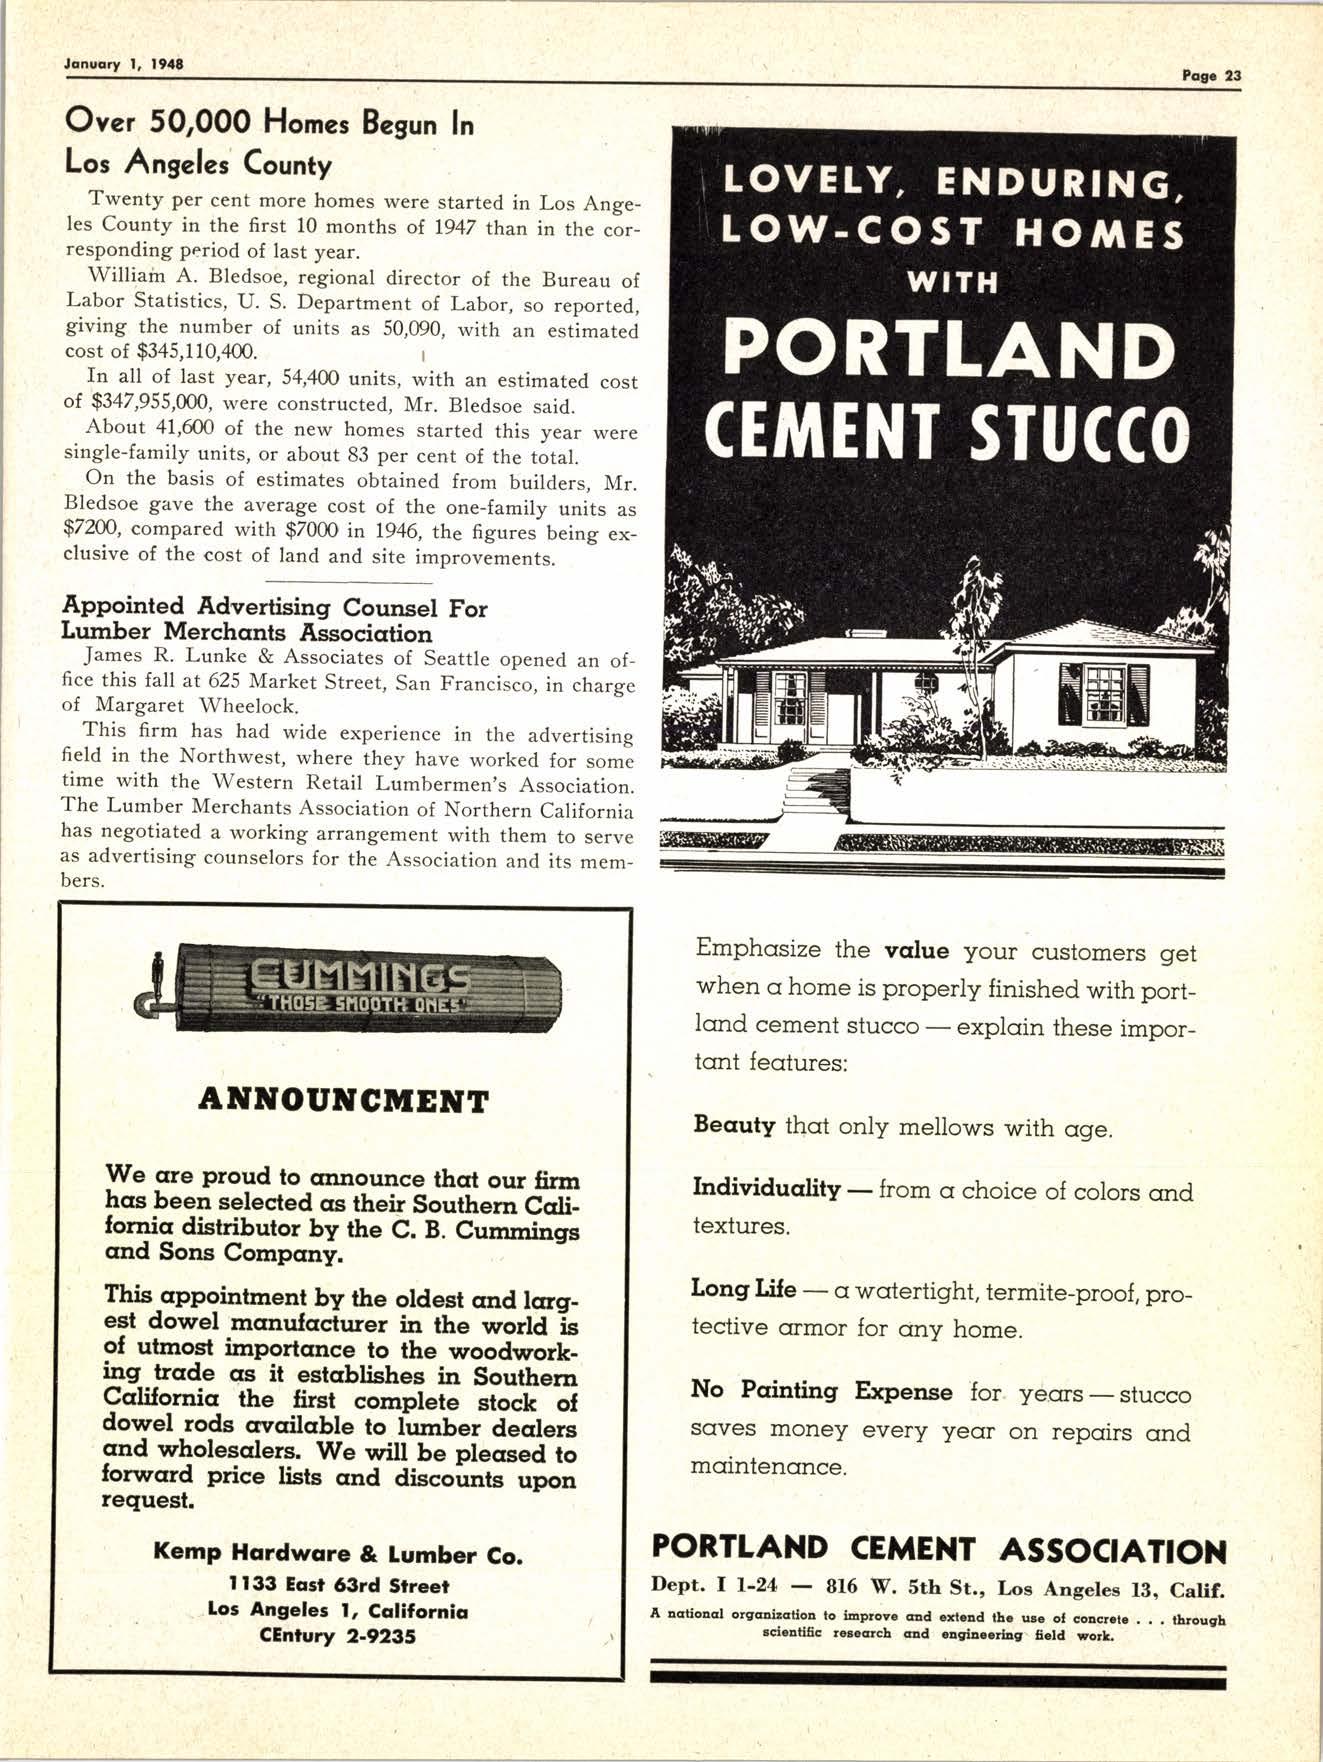 January 1, 1948
Page 23
Over 50,000 Homes Begun In
Los Angeles County
Twenty per cent more homes were started in Los Ange-
les County in the first 10 months of 1947 than in the cor-
responding period of last year.
William A. Bledsoe, regional director of the Bureau of
Labor Statistics, U. S. Department of Labor, so reported,
giving the number of units as 50,090, with an estimated
cost of $345,110,400.
In all of last year, 54,400 units, with an estimated cost
of $347,955,000, were constructed, Mr. Bledsoe said.
About 41,600 of the new homes started this year were
single-family units, or about 83 per cent of the total.
On the basis of estimates obtained from builders, Mr.
Bledsoe gave the average cost of the one-family units as
$7200, compared with $7000 in 1946, the figures being ex-
clusive of the cost of land and site improvements.
Appointed Advertising Counsel For
Lumber Merchants Association
James R. Lunke & Associates of Seattle opened an of-
fice this fall at 625 Market Street, San Francisco, in charge
of Margaret Wheelock.
This firm has had wide experience in the advertising
field in the Northwest, where they have worked for some
time with the Western Retail Lumbermen's Association.
The Lumber Merchants Association of Northern California
has negotiated a working arrangement with them to serve
as advertising counselors for the Association and its mem-
bers.
CUMMINGS
"THOSE SMOOTH ONES"
ANNOUNCMENT
We are proud to announce that our firm
has been selected as their Southern Cali-
fornia distributor by the C. B. Cummings
and Sons Company.
This appointment by the oldest and larg-
est dowel manufacturer in the world is
of utmost importance to the woodwork-
ing trade as it establishes in Southern
California the first complete stock of
dowel rods available to lumber dealers
and wholesalers. We will be pleased to
forward price lists and discounts upon
request.
Kemp Hardware & Lumber Co.
1133 East 63rd Street
Los Angeles 1, California
CEntury 2-9235
LOVELY, ENDURING,
LOW-COST HOMES
WITH
PORTLAND
CEMENT STUCCO
Emphasize the value your customers get
when a home is properly finished with port-
land cement stucco — explain these impor-
tant features:
Beauty that only mellows with age.
Individuality — from a choice of colors and
textures.
Long Life — a watertight, termite-proof, pro-
tective armor for any home.
No Painting Expense for years — stucco
saves money every year on repairs and
maintenance.
PORTLAND CEMENT ASSOCIATION
Dept. I 1-24 — 816 W. 5th St., Los Angeles 13, Calif.
A national organization to improve and extend the use of concrete . . . through
scientific research and engineering field work.